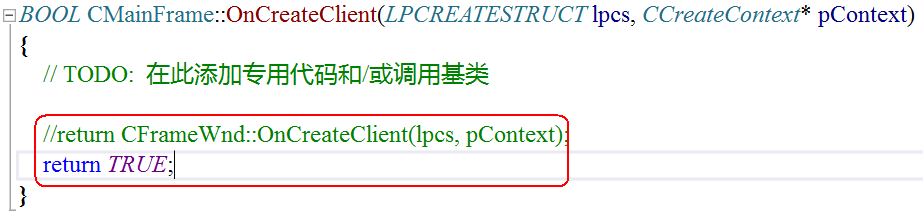 BOOL CMainFrame::OnCreateClient(LPCREATESTRUCT lpcs, CCreateContext* pContext)
{
// TODO: 在此添加专用代码和/或调用基类
//return CFrameWnd::OnCreateClient(lpcs, pContext);
return TRUE;
}